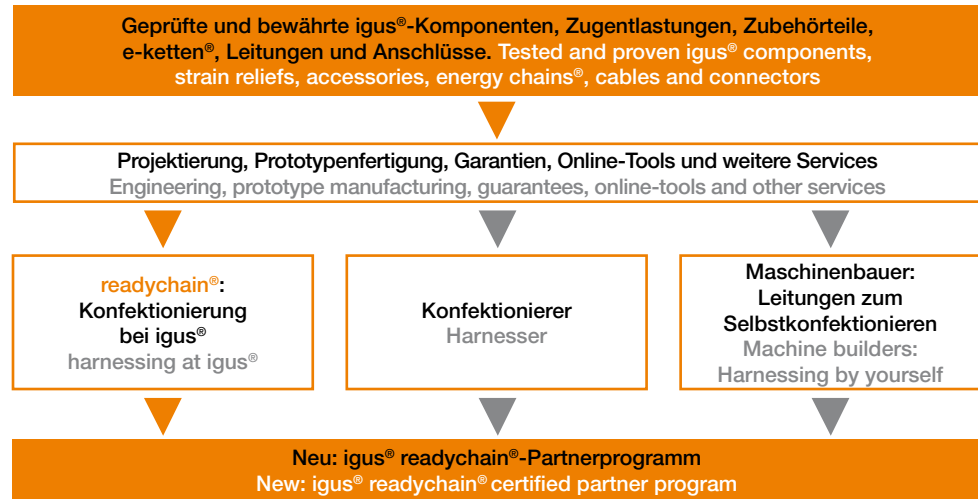 Geprüfte und bewährte igus®-Komponenten, Zugentlastungen, Zubehörteile,
e-ketten®, Leitungen und Anschlüsse. Tested and proven igus® components,
strain reliefs, accessories, energy chains®, cables and connectors
Projektierung, Prototypenfertigung, Garantien, Online-Tools und weitere Services
Engineering, prototype manufacturing, guarantees, online-tools and other services
readychain®:
Konfektionierung
bei igus®
harnessing at igus®
Konfektionierer
Harnesser
Maschinenbauer:
Leitungen zum
Selbstkonfektionieren
Machine builders:
Harnessing by yourself
Neu: igus® readychain®-Partnerprogramm
New: igus® readychain® certified partner program